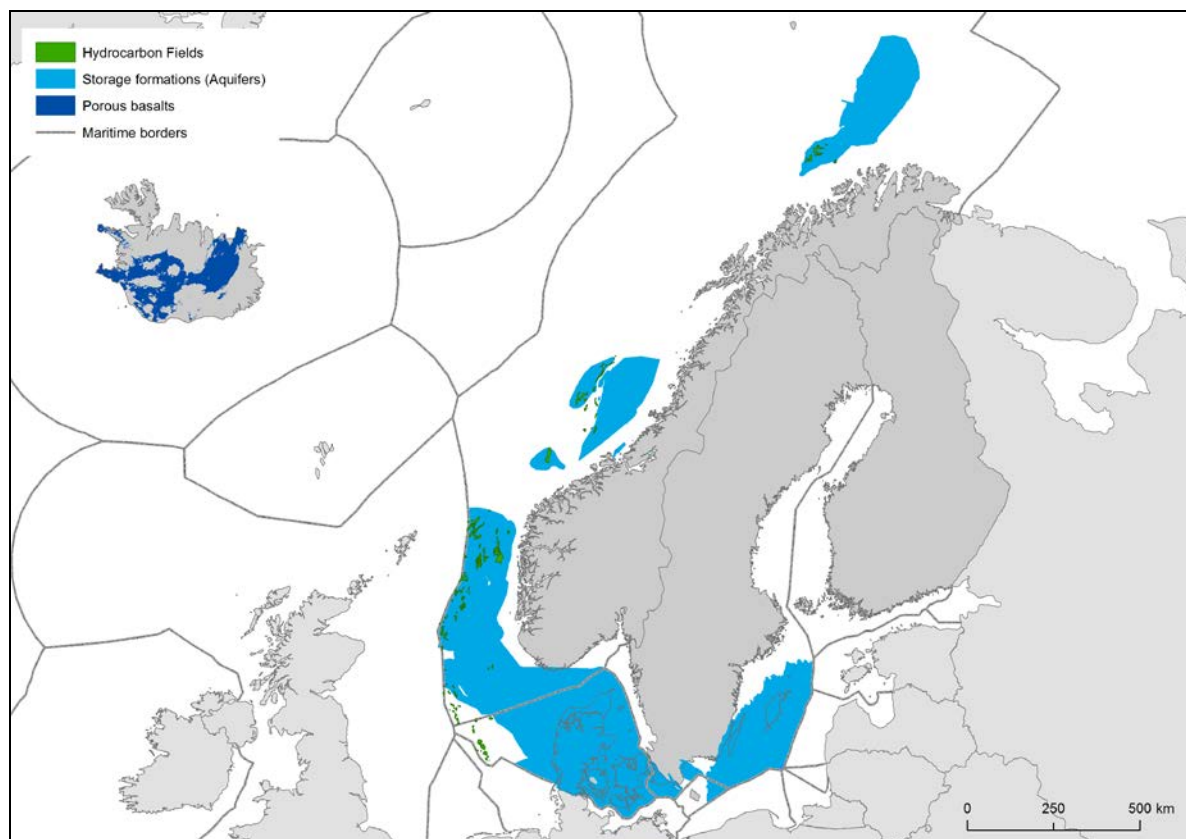 Hydrocarbon Fields
Storage formations (Aquifers)
Porous basalts
Maritime borders
0 250 500 km